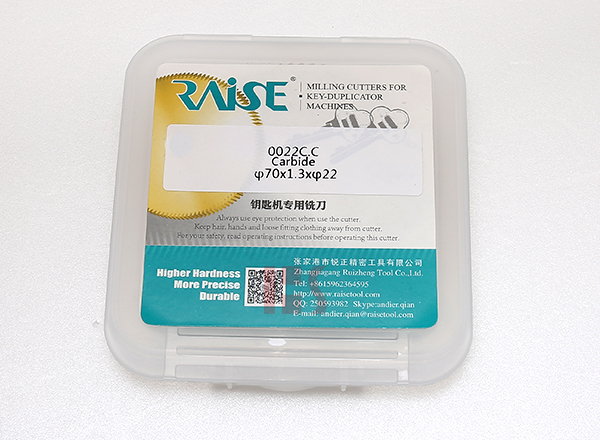 RAiSE®
MILLING CUTTERS FOR
KEY-DUPLICATOR
MACHINES
0022C.C
Carbide
φ70x1.3xφ22
钥匙机专用铣刀
Always use eye protection when use the cutter.
Keep hair, hands and loose fitting clothing away from cutter.
For your safety, read operating instructions before operating this cutter.
Higher Hardness
More Precise
Durable
张家港市锐正精密工具有限公司
Zhangjiagang Ruizheng Tool Co.,Ltd.
Tel: +8615962364595
http://www.raisetool.com
QQ: 250593982 Skype:andier.qian
E-mail: andier.qian@raisetool.com